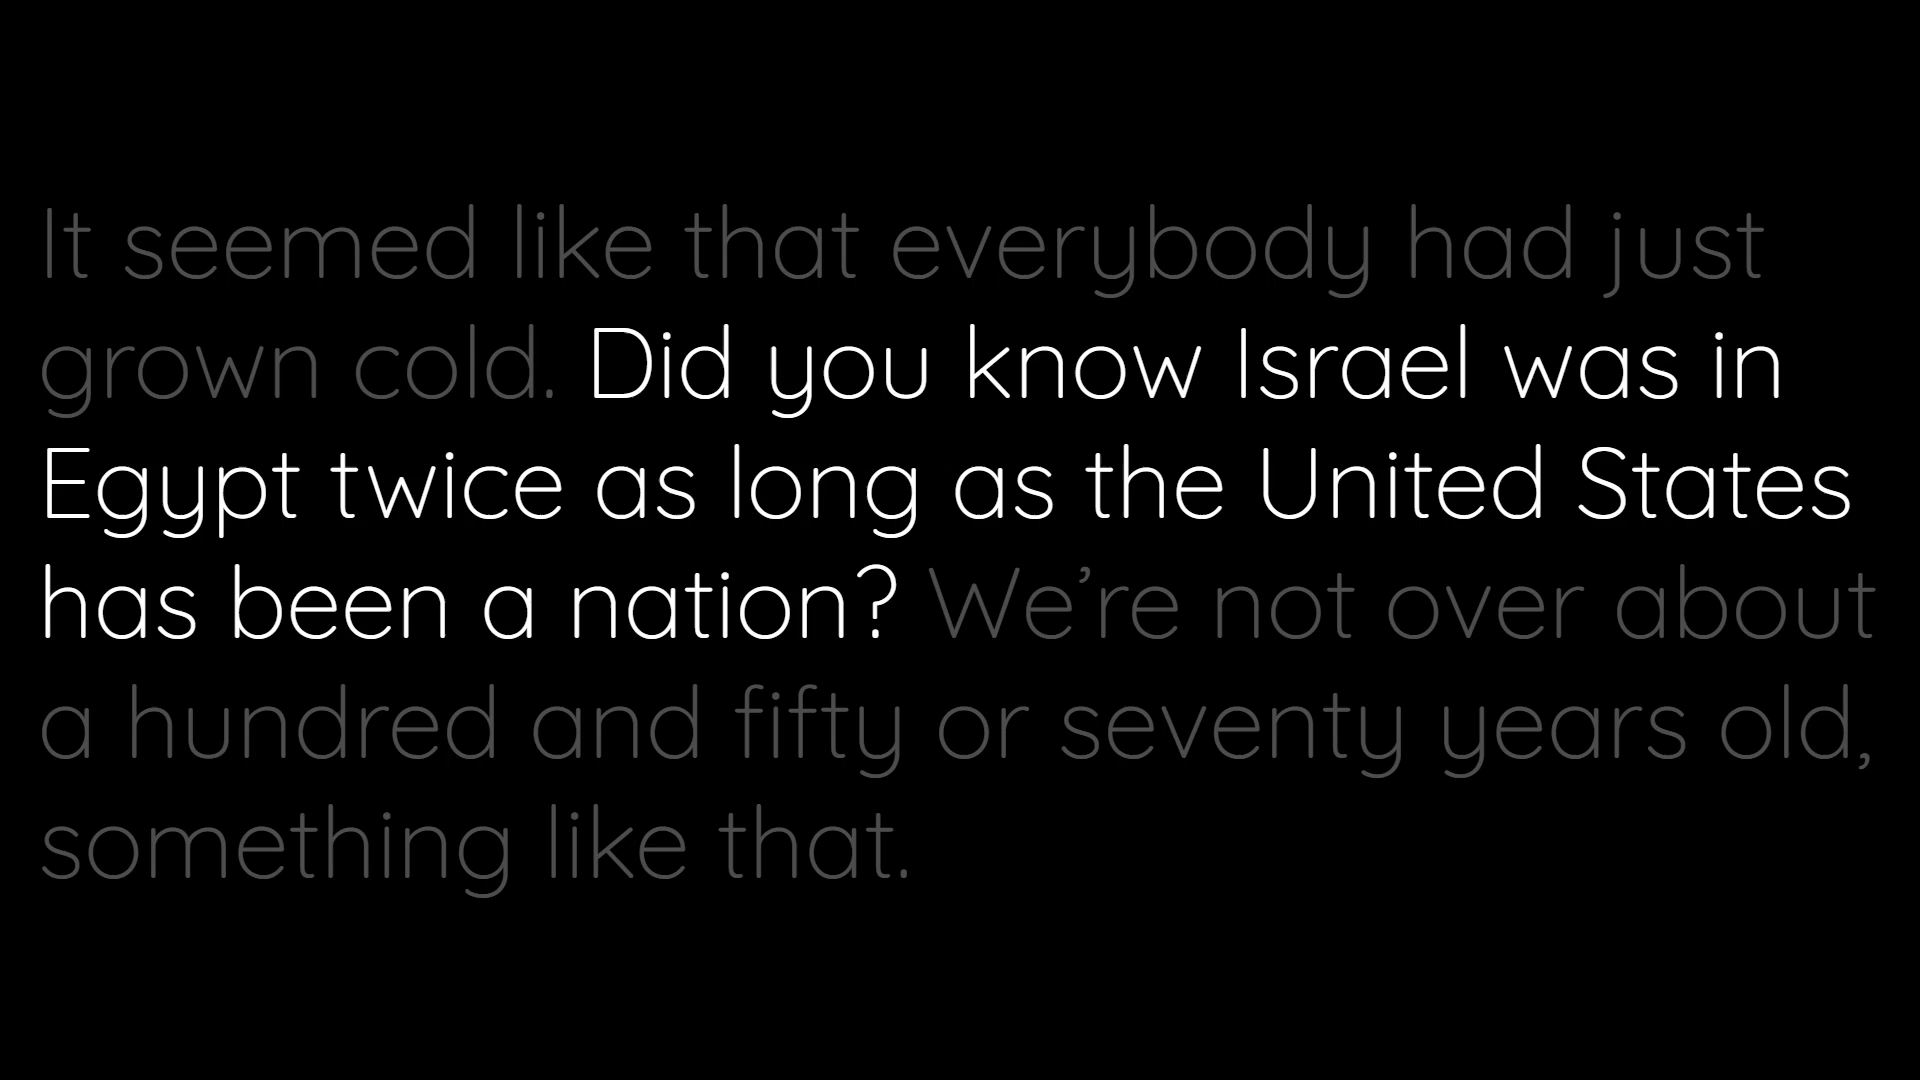 It seemed like that everybody had just
grown cold. Did you know Israel was in
Egypt twice as long as the United States
has been a nation? We’re not over about
a hundred and fifty or seventy years old,
something like that.